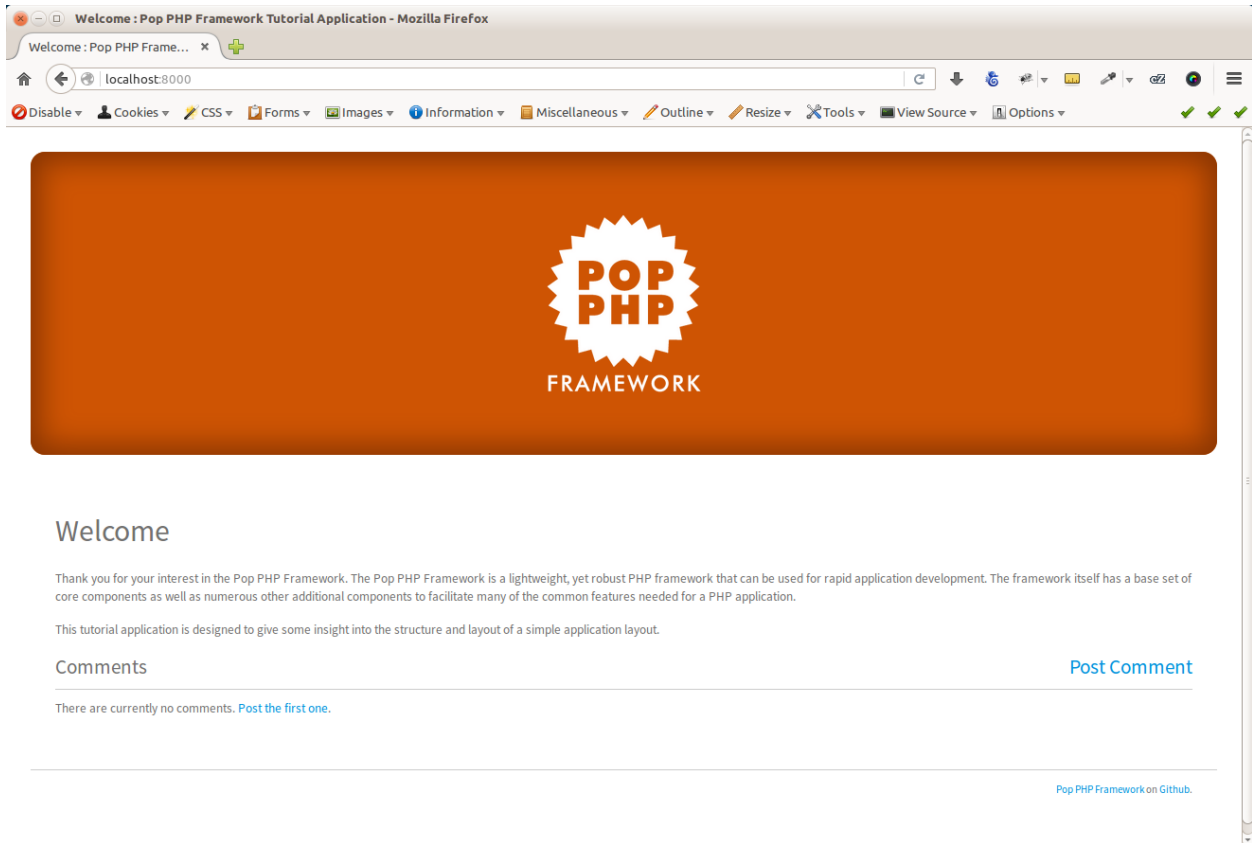 Welcome : Pop PHP Framework Tutorial Application - Mozilla Firefox
Welcome : Pop PHP Frame...
localhost:8000
Disable Cookies CSS Forms Images Information Miscellaneous Outline Resize Tools View Source Options
POP
PHP
FRAMEWORK
Welcome
Thank you for your interest in the Pop PHP Framework. The Pop PHP Framework is a lightweight, yet robust PHP framework that can be used for rapid application development. The framework itself has a base set of
core components as well as numerous other additional components to facilitate many of the common features needed for a PHP application.
This tutorial application is designed to give some insight into the structure and layout of a simple application layout.
Comments Post Comment
There are currently no comments. Post the first one.
Pop PHP Framework on Github.